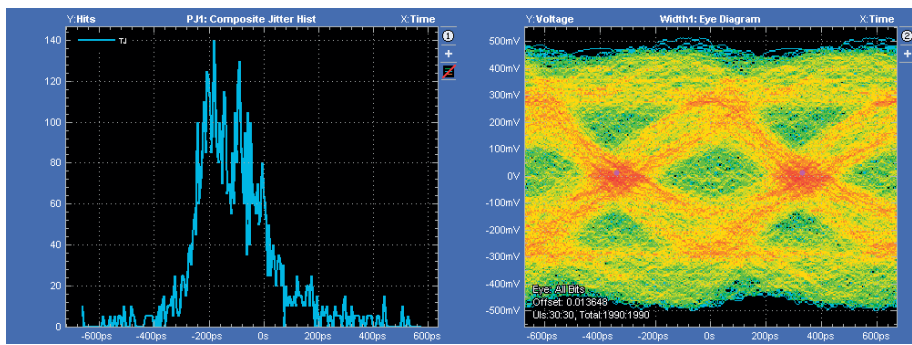 Y:Hits PJ1: Composite Jitter Hist X:Time
TJ
140
120
100
80
60
40
20
0
-600ps -400ps -200ps 0s 200ps 400ps 600ps
1
+
Y:Voltage Width1: Eye Diagram X:Time
500mV
400mV
300mV
200mV
100mV
0V
-100mV
-200mV
-300mV
-400mV
-500mV
Eye: All Bits
Offset: 0.013648
UIs:30:30, Total:1990:1990
-600ps -400ps -200ps 0s 200ps 400ps 600ps
2
+